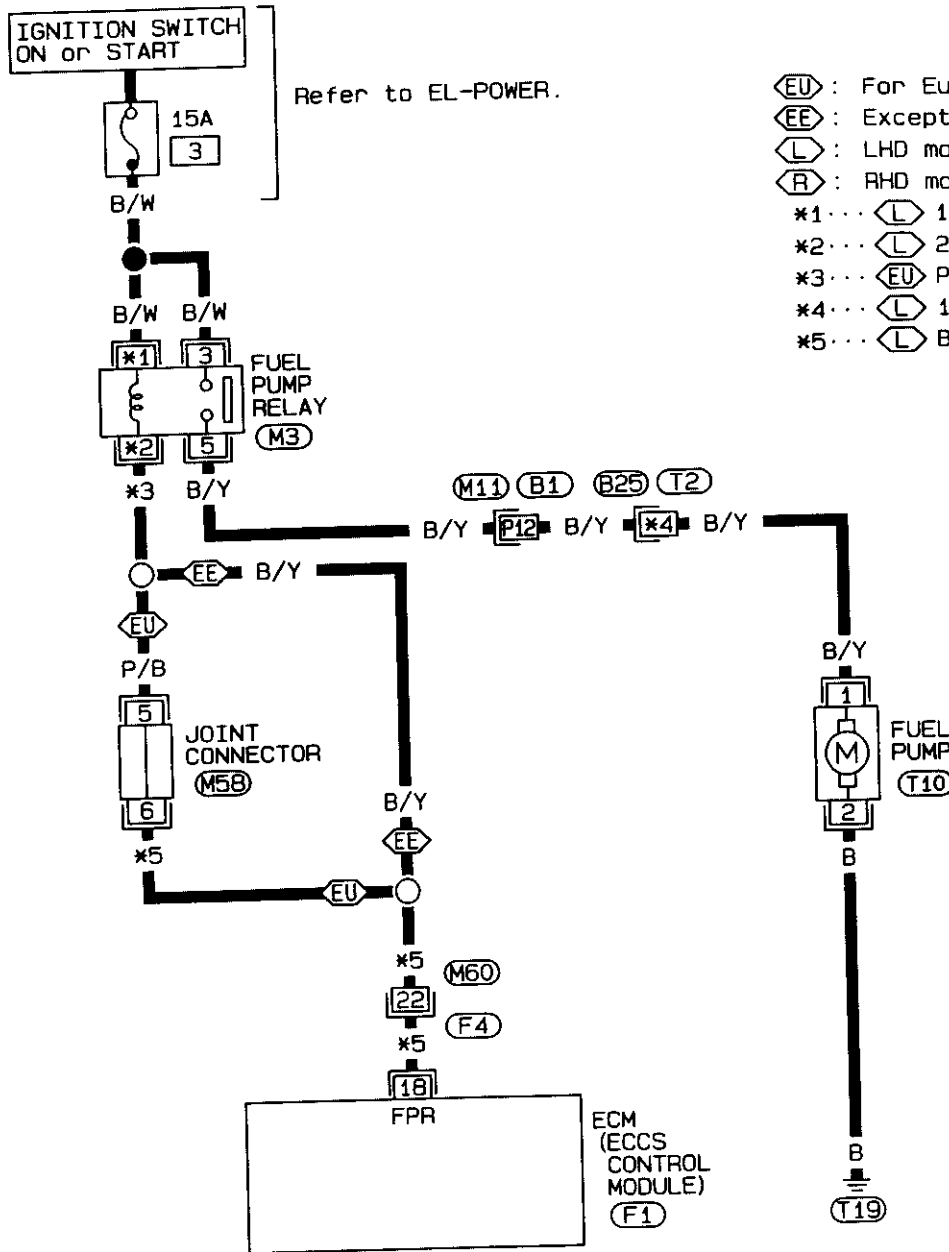 IGNITION SWITCH
ON or START
Refer to EL-POWER.
15A
3
B/W
B/W B/W
*1 3
FUEL
PUMP
RELAY
M3
*2 5
*3 B/Y
EU : For Eu
EE : Except
L : LHD mo
R : RHD mo
*1··· L 1
*2··· L 2
*3··· EU P
*4··· L 1
*5··· L B
M11 B1 B25 T2
B/Y P12 B/Y *4 B/Y
EE B/Y
EU
P/B
5
JOINT
CONNECTOR
M58
6
*5
B/Y
EE
EU
B/Y
1
M
FUEL
PUMP
T10
2
B
*5
M60
22
F4
*5
18
FPR
ECM
(ECCS
CONTROL
MODULE)
F1
B
T19